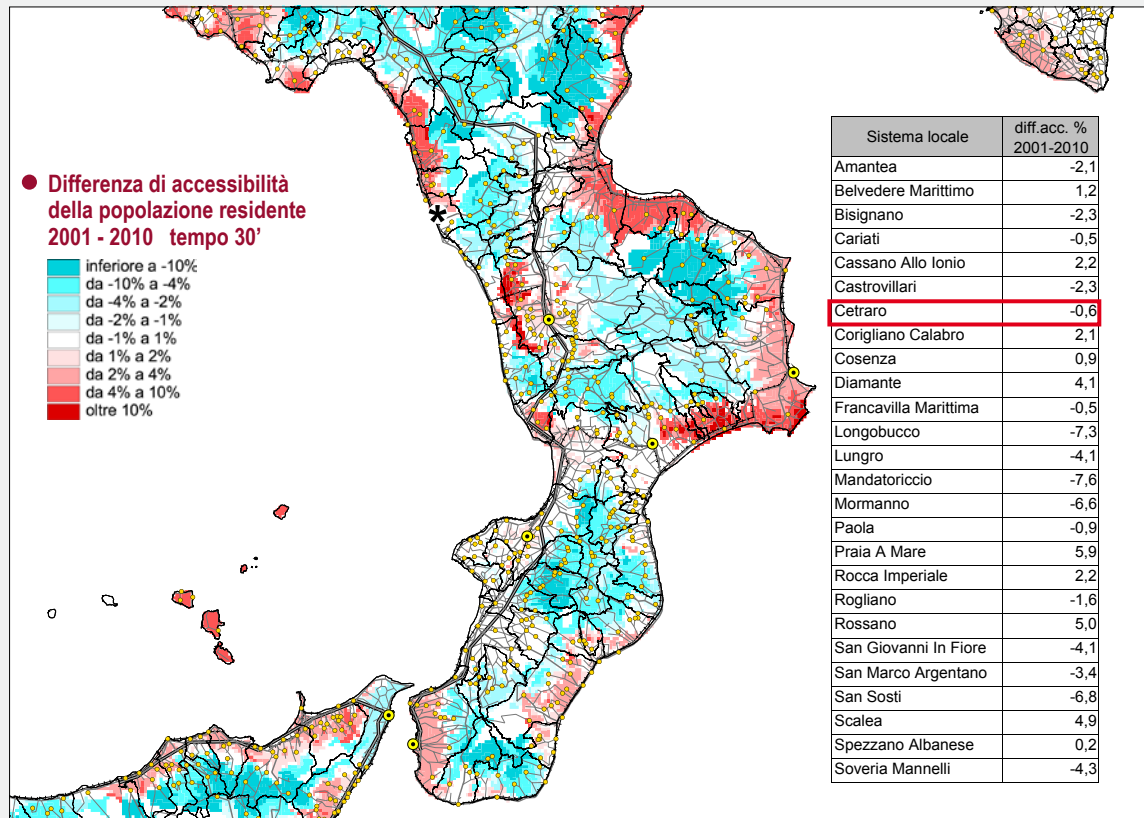 Differenza di accessibilità
della popolazione residente
2001 - 2010 tempo 30'
inferiore a -10%
da -10% a -4%
da -4% a -2%
da -2% a -1%
da -1% a 1%
da 1% a 2%
da 2% a 4%
da 4% a 10%
oltre 10%
*
Sistema locale diff.acc. % 2001-2010
Amantea -2,1
Belvedere Marittimo 1,2
Bisignano -2,3
Cariati -0,5
Cassano Allo Ionio 2,2
Castrovillari -2,3
Cetraro -0,6
Corigliano Calabro 2,1
Cosenza 0,9
Diamante 4,1
Francavilla Marittima -0,5
Longobucco -7,3
Lungro -4,1
Mandatoriccio -7,6
Mormanno -6,6
Paola -0,9
Praia A Mare 5,9
Rocca Imperiale 2,2
Rogliano -1,6
Rossano 5,0
San Giovanni In Fiore -4,1
San Marco Argentano -3,4
San Sosti -6,8
Scalea 4,9
Spezzano Albanese 0,2
Soveria Mannelli -4,3